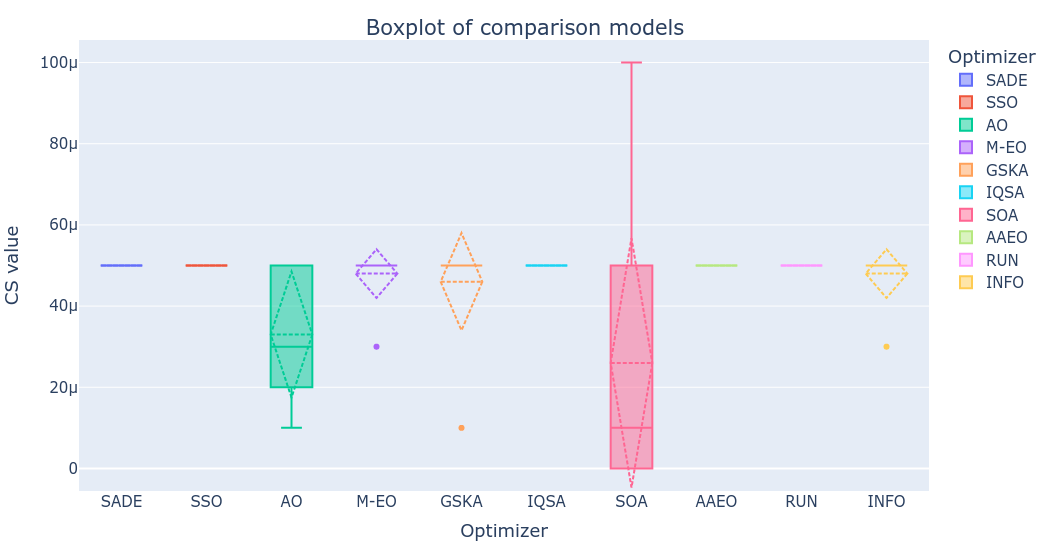 Boxplot of comparison models
CS value
100μ
80μ
60μ
40μ
20μ
0
SADE SSO AO M-EO GSKA IQSA SOA AAEO RUN INFO
Optimizer
Optimizer
SADE
SSO
AO
M-EO
GSKA
IQSA
SOA
AAEO
RUN
INFO